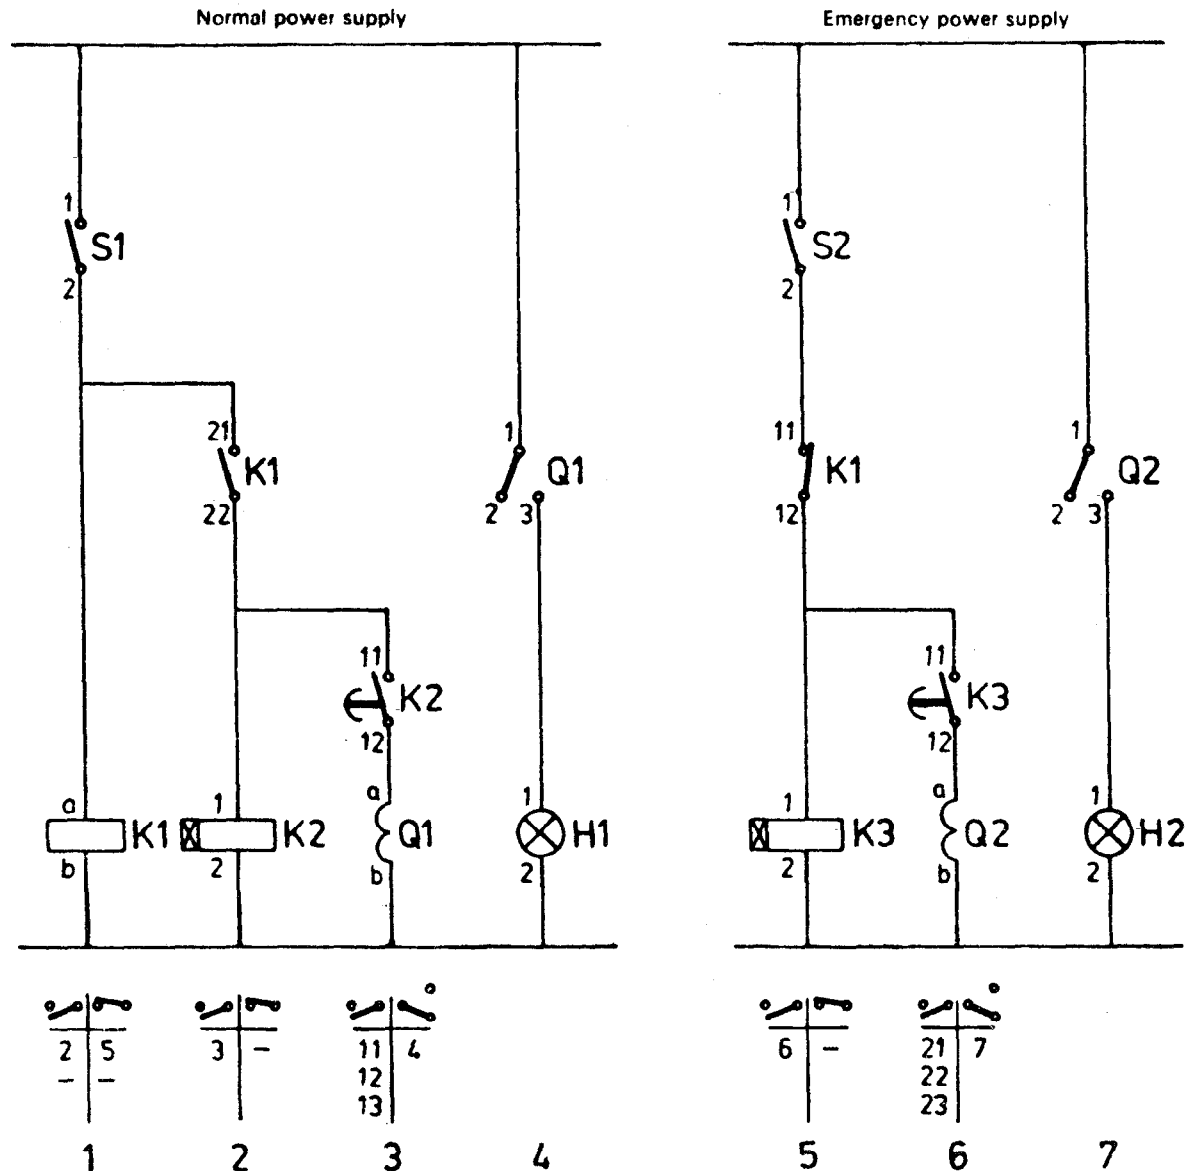 Normal power supply
Emergency power supply
1
S1
2
1
S2
2
21
K1
22
1
Q1
2 3
11
K1
12
1
Q2
2 3
11
K2
12
11
K3
12
a
K1
b
1
K2
2
a
Q1
b
1
H1
2
1
K3
2
a
Q2
b
1
H2
2
2 5 3 – 11 4 6 – 21 7
– – 12 22
13 23
1 2 3 4 5 6 7